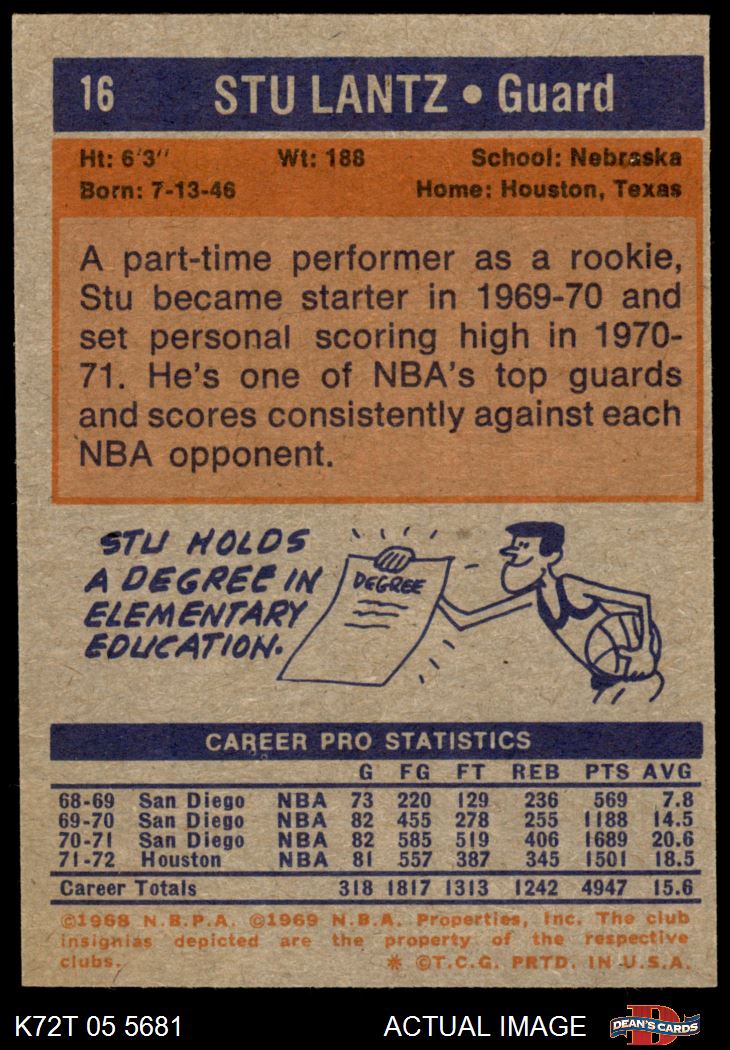 16 STU LANTZ • Guard
Ht: 6'3" Wt: 188 School: Nebraska
Born: 7-13-46 Home: Houston, Texas
A part-time performer as a rookie,
Stu became starter in 1969-70 and
set personal scoring high in 1970-
71. He's one of NBA's top guards
and scores consistently against each
NBA opponent.
STU HOLDS
A DEGREE IN
ELEMENTARY
EDUCATION.
DEGREE
CAREER PRO STATISTICS
G FG FT REB PTS AVG
68-69 San Diego NBA 73 220 129 236 569 7.8
69-70 San Diego NBA 82 455 278 255 1188 14.5
70-71 San Diego NBA 82 585 519 406 1689 20.6
71-72 Houston NBA 81 557 387 345 1501 18.5
Career Totals 318 1817 1313 1242 4947 15.6
©1968 N.B.P.A. ©1969 N.B.A. Properties, Inc. The club
insignias depicted are the property of the respective
clubs. * ©T.C.G. PRTD. IN U.S.A.
K72T 05 5681 ACTUAL IMAGE D DEAN'S CARDS